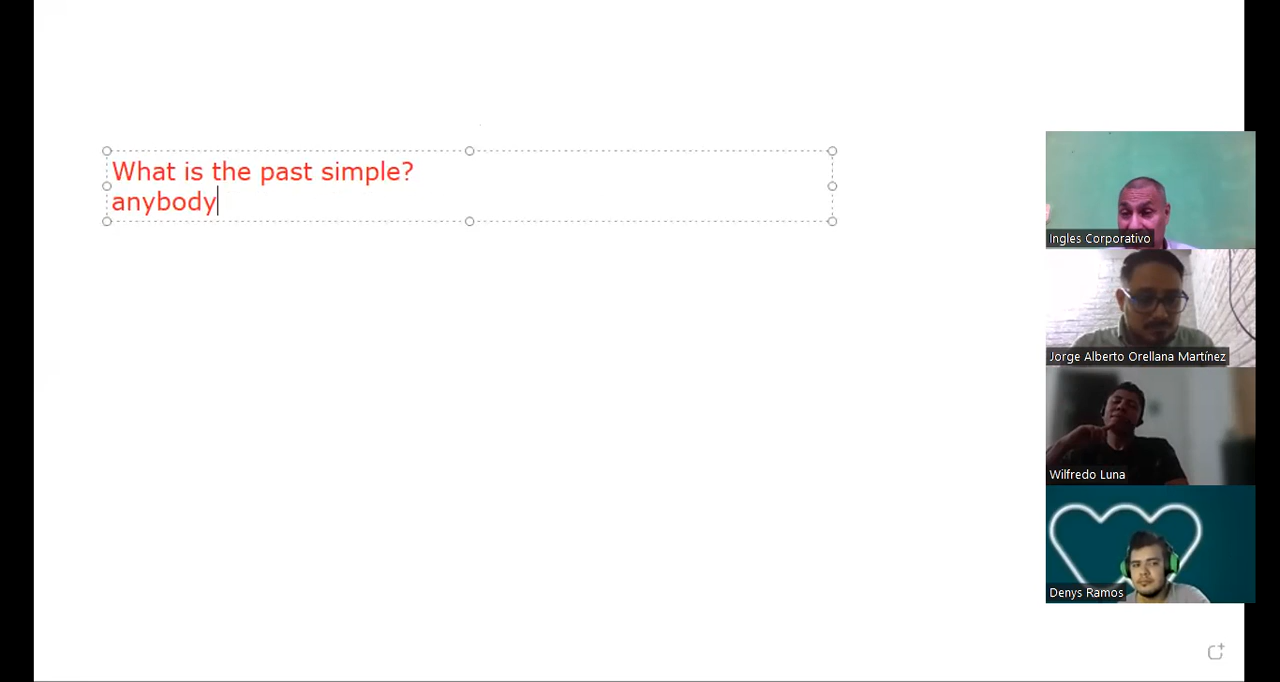 What is the past simple?
anybody
Ingles Corporativo
Jorge Alberto Orellana Martínez
Wilfredo Luna
Denys Ramos